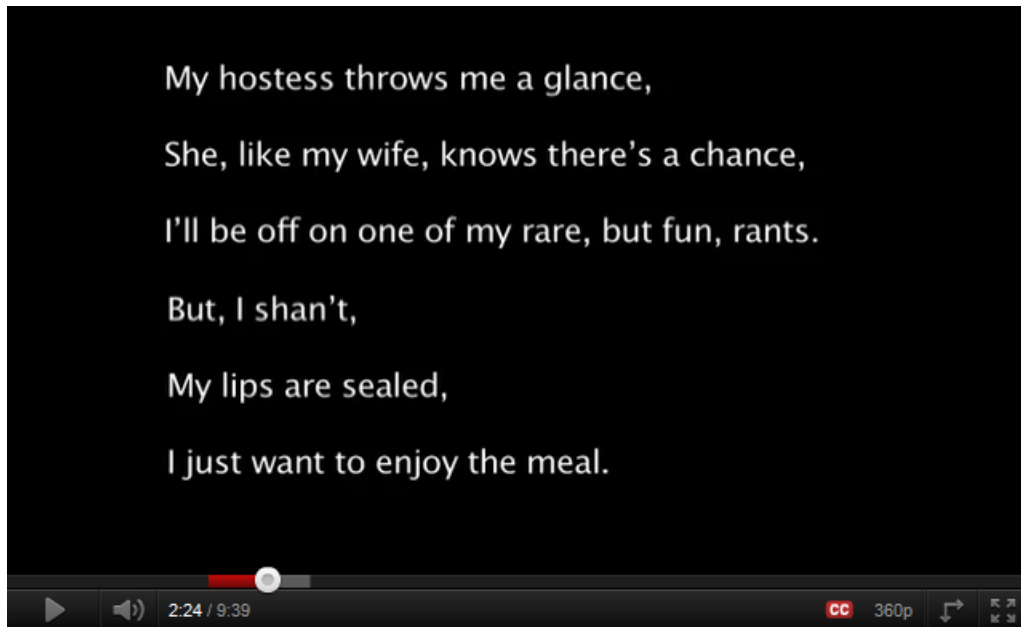 My hostess throws me a glance,
She, like my wife, knows there's a chance,
I'll be off on one of my rare, but fun, rants.
But, I shan't,
My lips are sealed,
I just want to enjoy the meal.
2:24 / 9:39 CC 360p